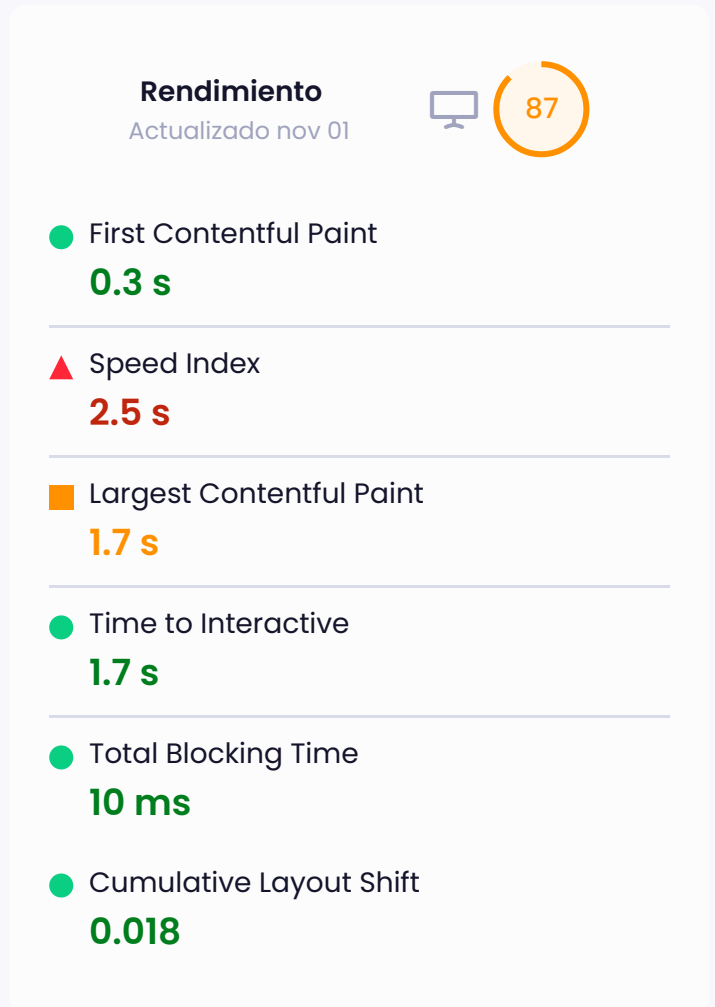 Rendimiento
Actualizado nov 01
87
First Contentful Paint
0.3 s
Speed Index
2.5 s
Largest Contentful Paint
1.7 s
Time to Interactive
1.7 s
Total Blocking Time
10 ms
Cumulative Layout Shift
0.018